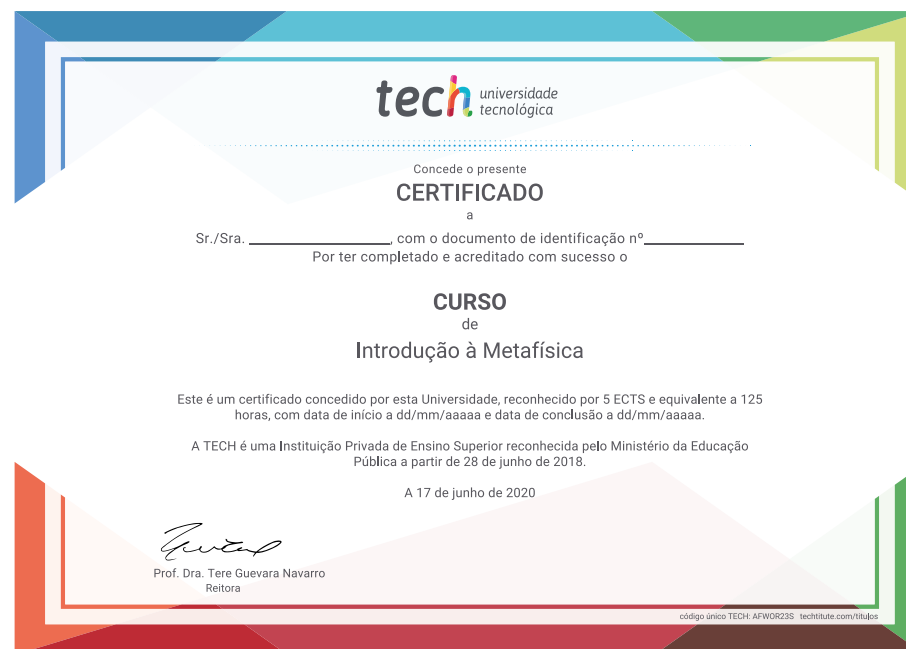 tech universidade
tecnológica
Concede o presente
CERTIFICADO
a
Sr./Sra. ____________________, com o documento de identificação nº______________
Por ter completado e acreditado com sucesso o
CURSO
de
Introdução à Metafísica
Este é um certificado concedido por esta Universidade, reconhecido por 5 ECTS e equivalente a 125
horas, com data de início a dd/mm/aaaaa e data de conclusão a dd/mm/aaaaa.
A TECH é uma Instituição Privada de Ensino Superior reconhecida pelo Ministério da Educação
Pública a partir de 28 de junho de 2018.
A 17 de junho de 2020
Prof. Dra. Tere Guevara Navarro
Reitora
código único TECH: AFWOR23S techtitute.com/titulos